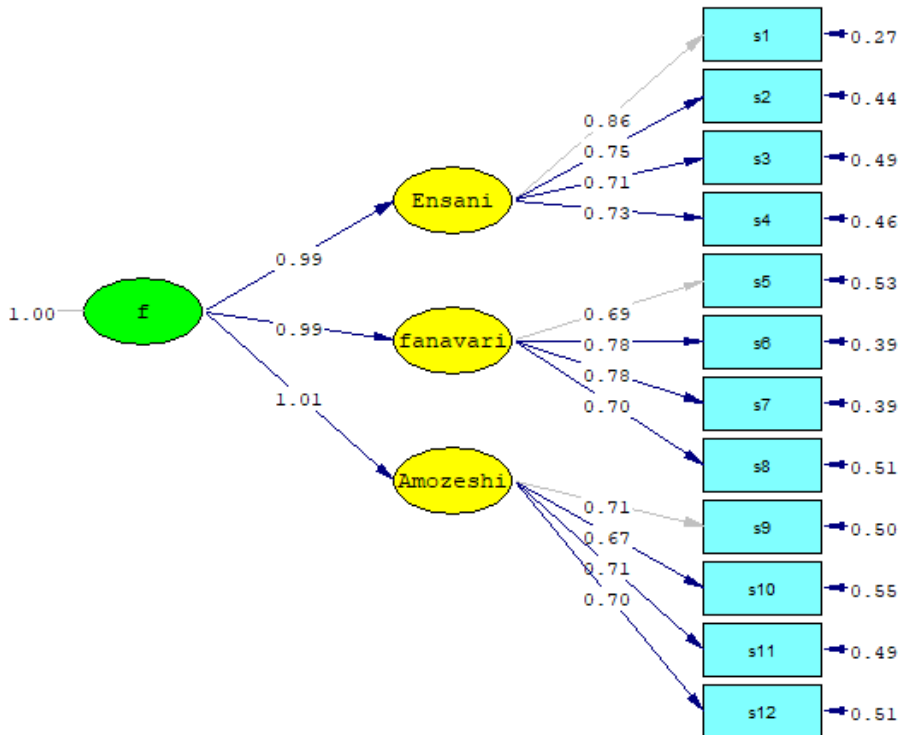 s1
0.27
s2
0.44
0.86
0.75
s3
0.49
0.71
Ensani
0.73
s4
0.46
0.99
s5
0.53
1.00
f
0.69
0.99
fanavari
0.78
s6
0.39
0.78
s7
0.39
1.01
0.70
s8
0.51
Amozeshi
0.71
s9
0.50
0.67
0.71
s10
0.55
0.70
s11
0.49
s12
0.51